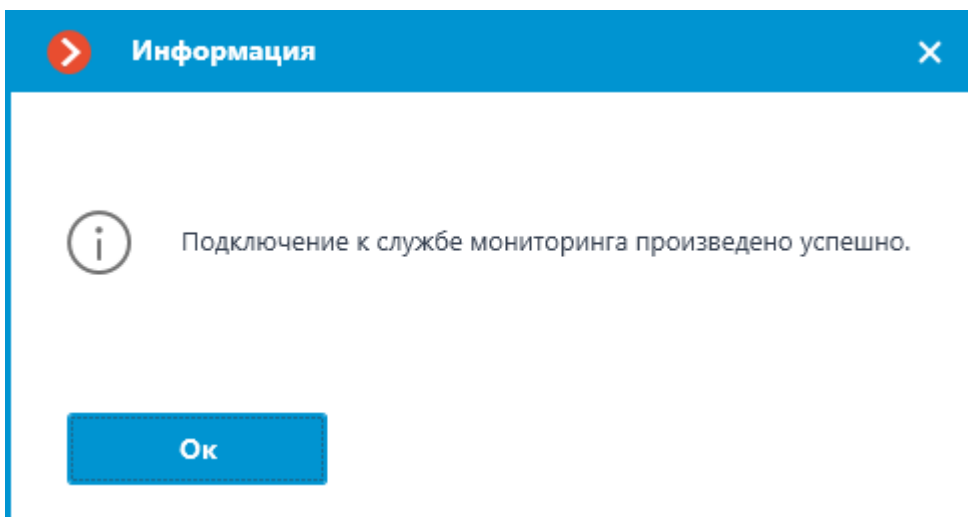 Информация
Подключение к службе мониторинга произведено успешно.
Ок